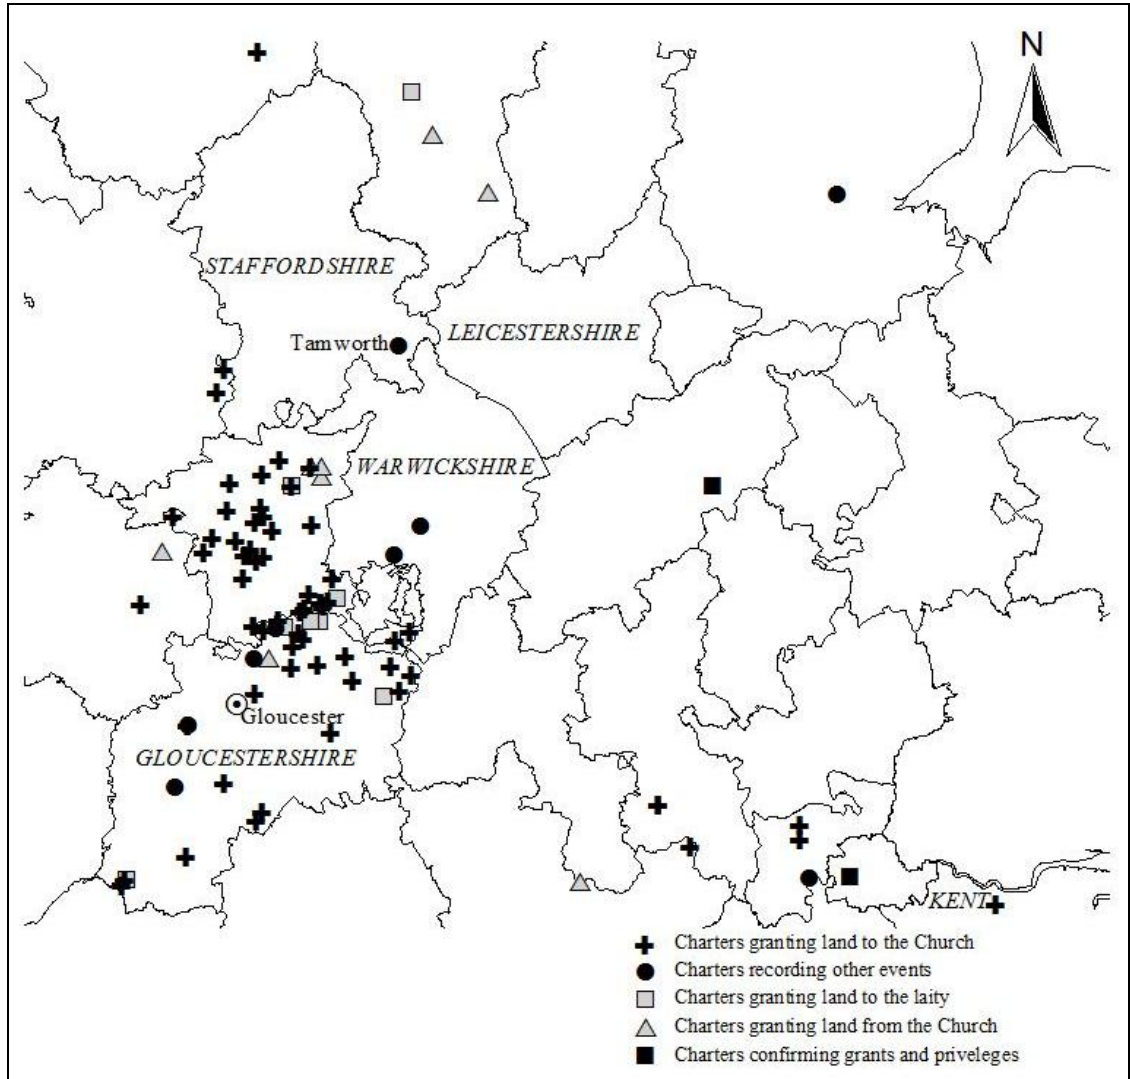 N
STAFFORDSHIRE
LEICESTERSHIRE
Tamworth
WARWICKSHIRE
Gloucester
GLOUCESTERSHIRE
KENT
Charters granting land to the Church
Charters recording other events
Charters granting land to the laity
Charters granting land from the Church
Charters confirming grants and priveleges